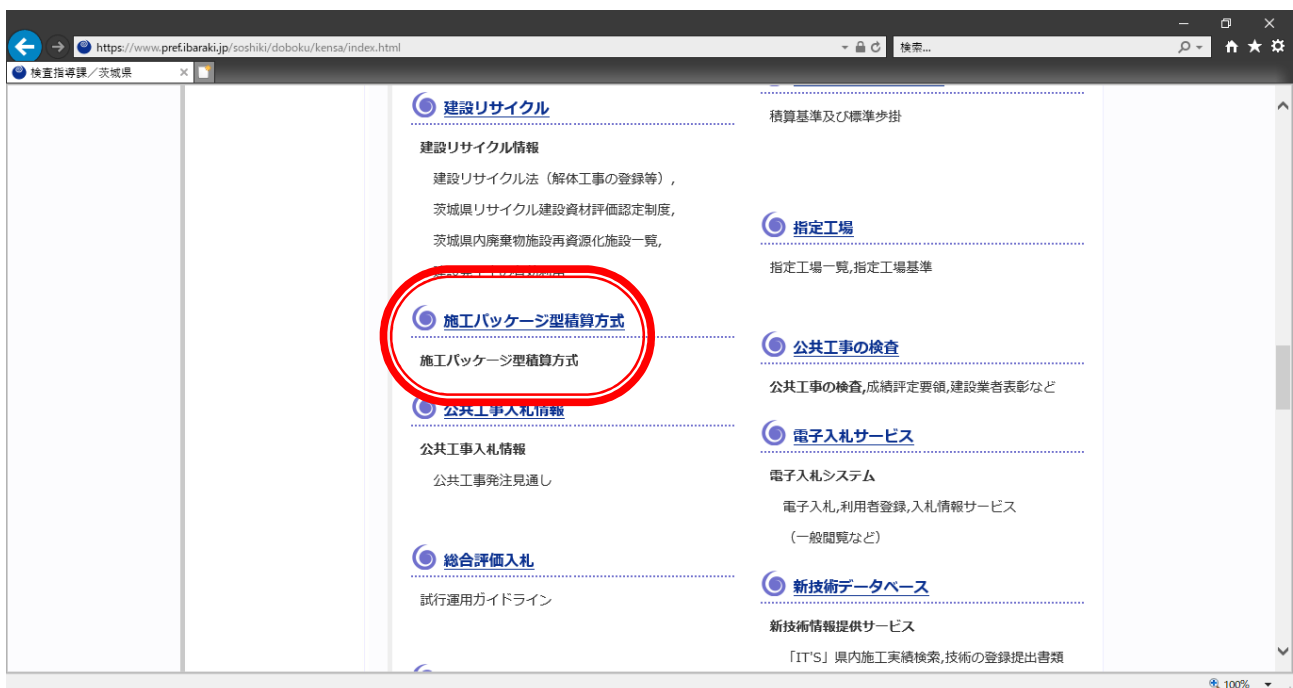 https://www.pref.ibaraki.jp/soshiki/doboku/kensa/index.html
検索...
検査指導課／茨城県
建設リサイクル
建設リサイクル情報
建設リサイクル法（解体工事の登録等）,
茨城県リサイクル建設資材評価認定制度,
茨城県内廃棄物施設再資源化施設一覧,
施工パッケージ型積算方式
施工パッケージ型積算方式
公共工事入札情報
公共工事入札情報
公共工事発注見通し
総合評価入札
試行運用ガイドライン
積算基準及び標準歩掛
指定工場
指定工場一覧,指定工場基準
公共工事の検査
公共工事の検査,成績評定要領,建設業者表彰など
電子入札サービス
電子入札システム
電子入札,利用者登録,入札情報サービス
（一般閲覧など）
新技術データベース
新技術情報提供サービス
「IT'S」県内施工実績検索,技術の登録提出書類
100%